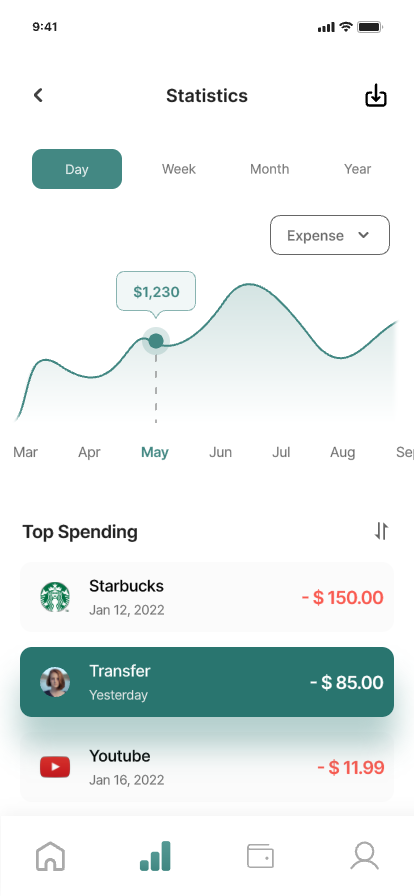 9:41
Statistics
Day Week Month Year
Expense
$1,230
Mar Apr May Jun Jul Aug Sep
Top Spending
Starbucks
- $ 150.00
Jan 12, 2022
Transfer
- $ 85.00
Yesterday
Youtube
- $ 11.99
Jan 16, 2022